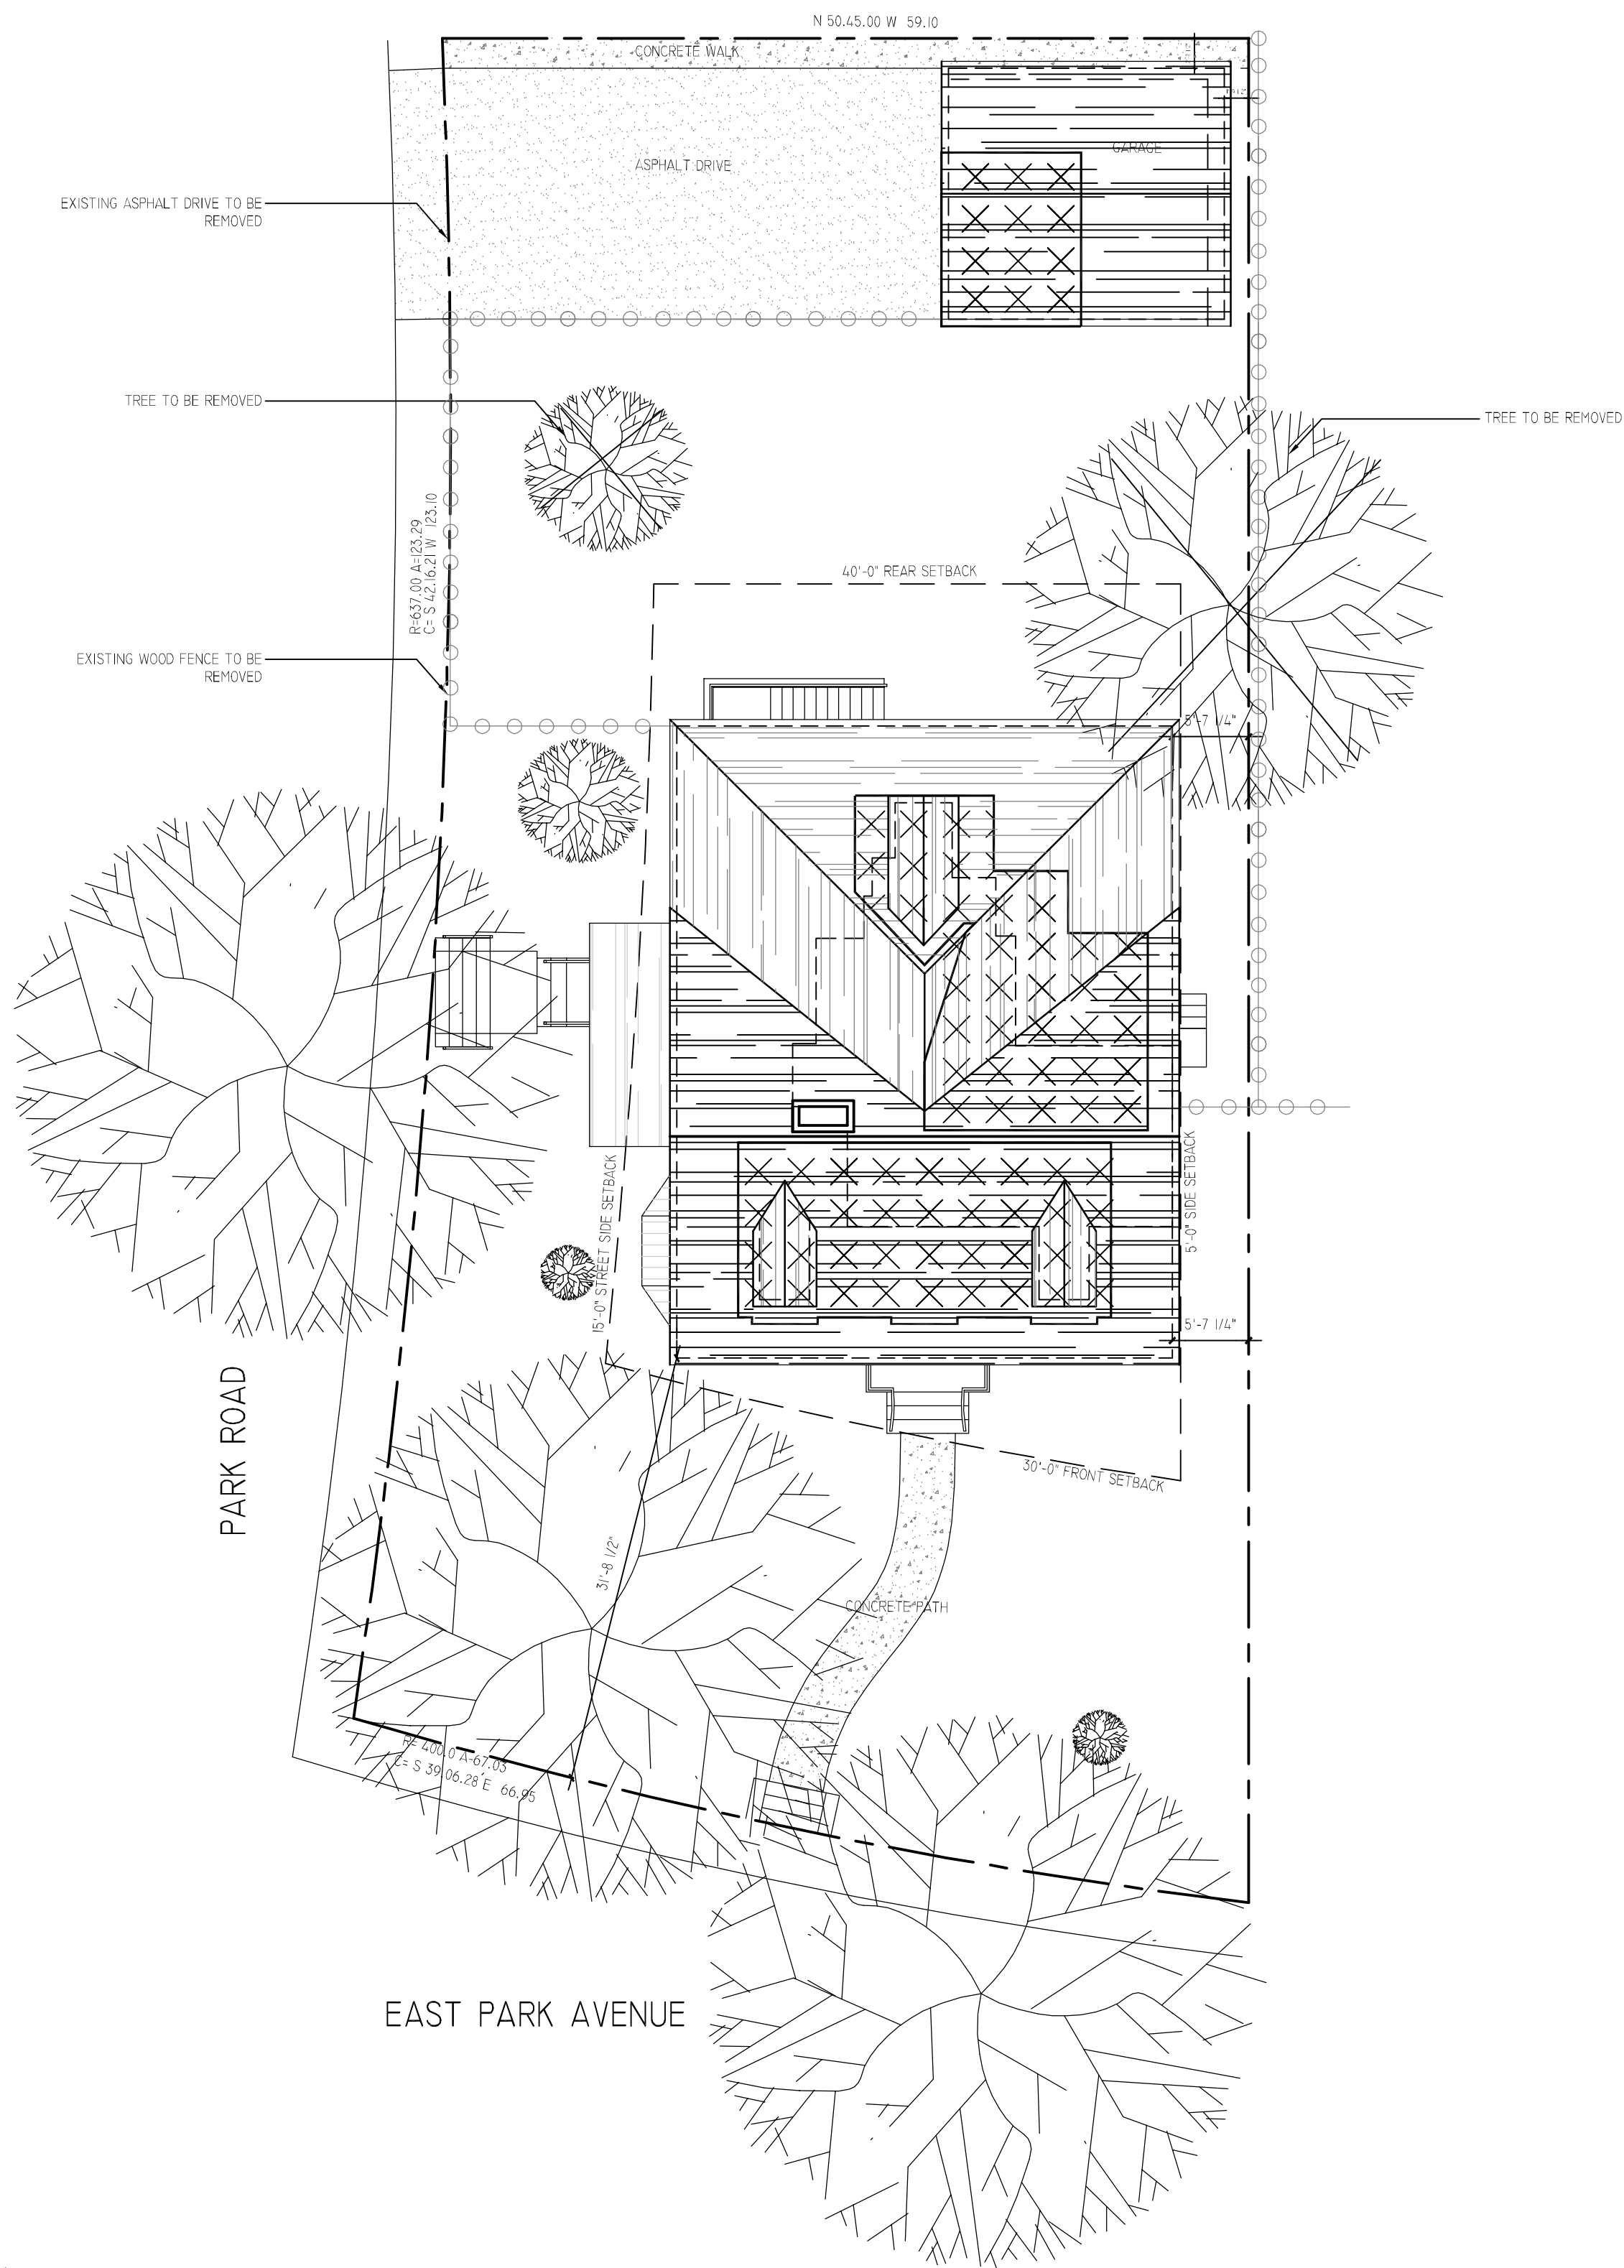 N 50.45.00 W 59.10
CONCRETE WALK
GARAGE
ASPHALT DRIVE
EXISTING ASPHALT DRIVE TO BE
REMOVED
TREE TO BE REMOVED
TREE TO BE REMOVED
R=637.00 A=123.29
C= S 42.16.21 W 123.10
40'-0" REAR SETBACK
EXISTING WOOD FENCE TO BE
REMOVED
5'-7 1/4"
15'-0" STREET SIDE SETBACK
5'-0" SIDE SETBACK
5'-7 1/4"
PARK ROAD
30'-0" FRONT SETBACK
31'-8 1/2"
CONCRETE PATH
R= 400.0 A-67.03
C= S 39.06.28 E 66.95
EAST PARK AVENUE